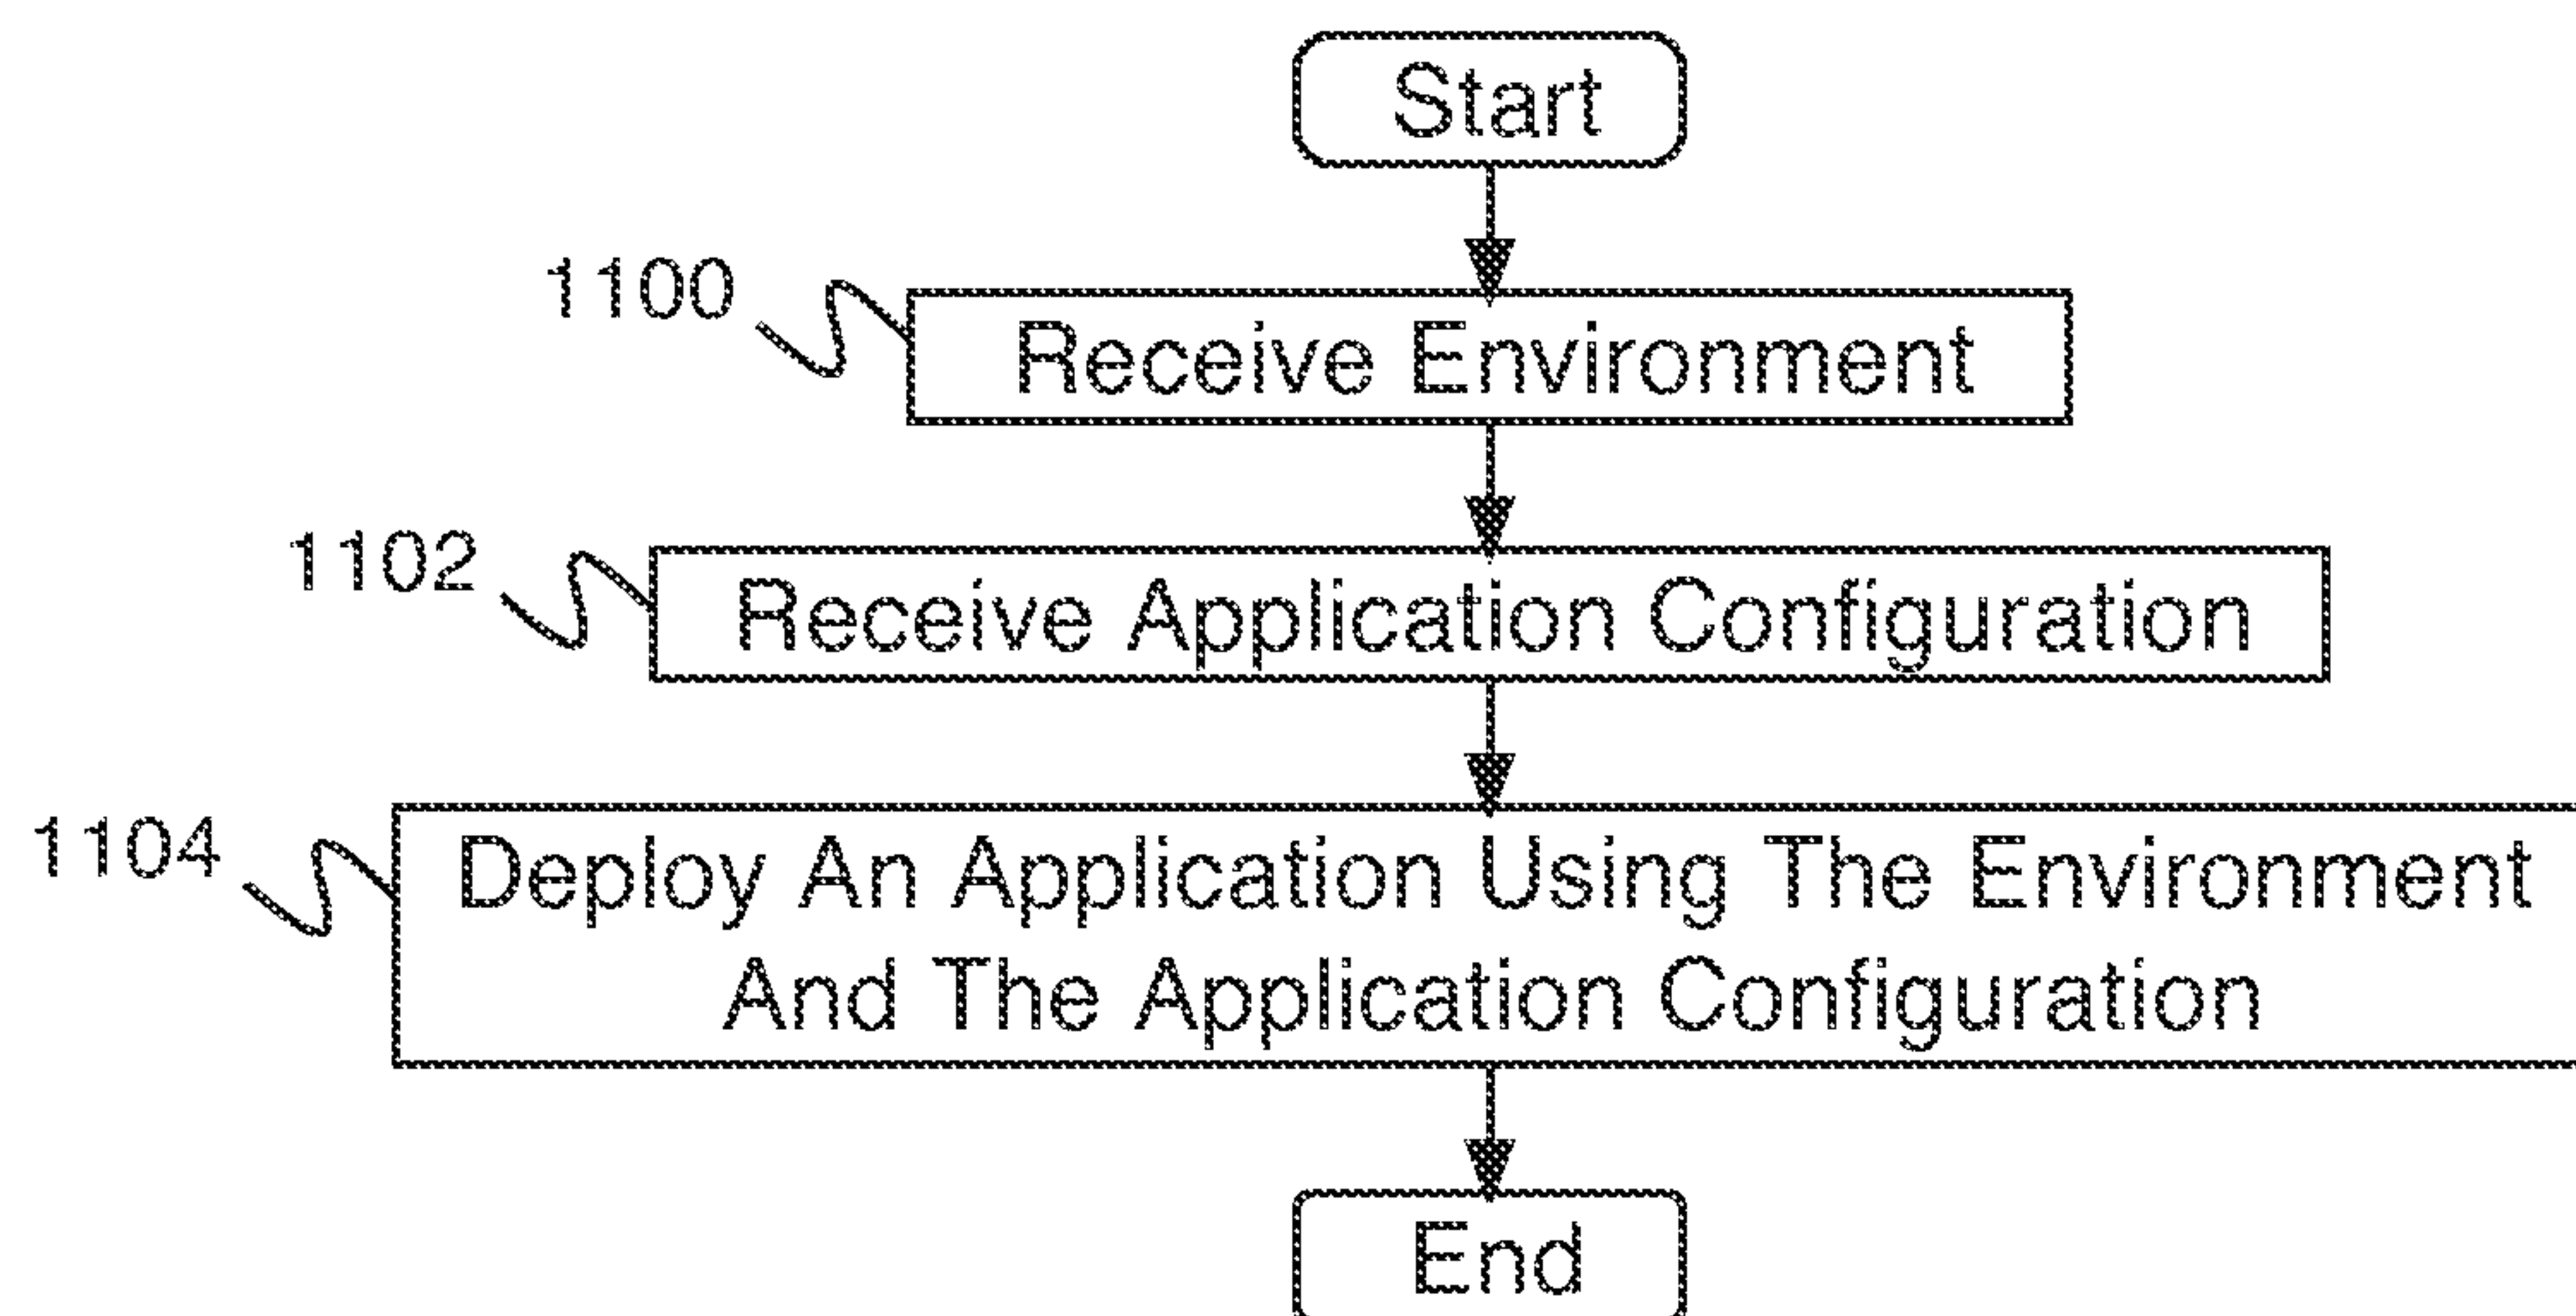 Start
1100
Receive Environment
1102
Receive Application Configuration
1104
Deploy An Application Using The Environment
And The Application Configuration
End